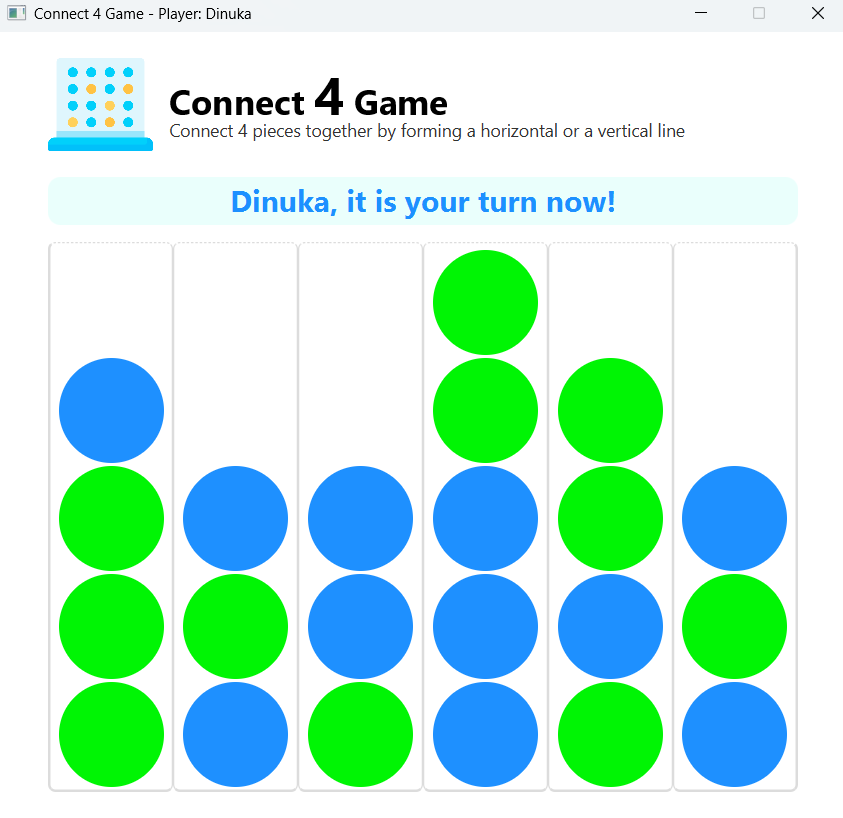 Connect 4 Game - Player: Dinuka
Connect 4 Game
Connect 4 pieces together by forming a horizontal or a vertical line
Dinuka, it is your turn now!